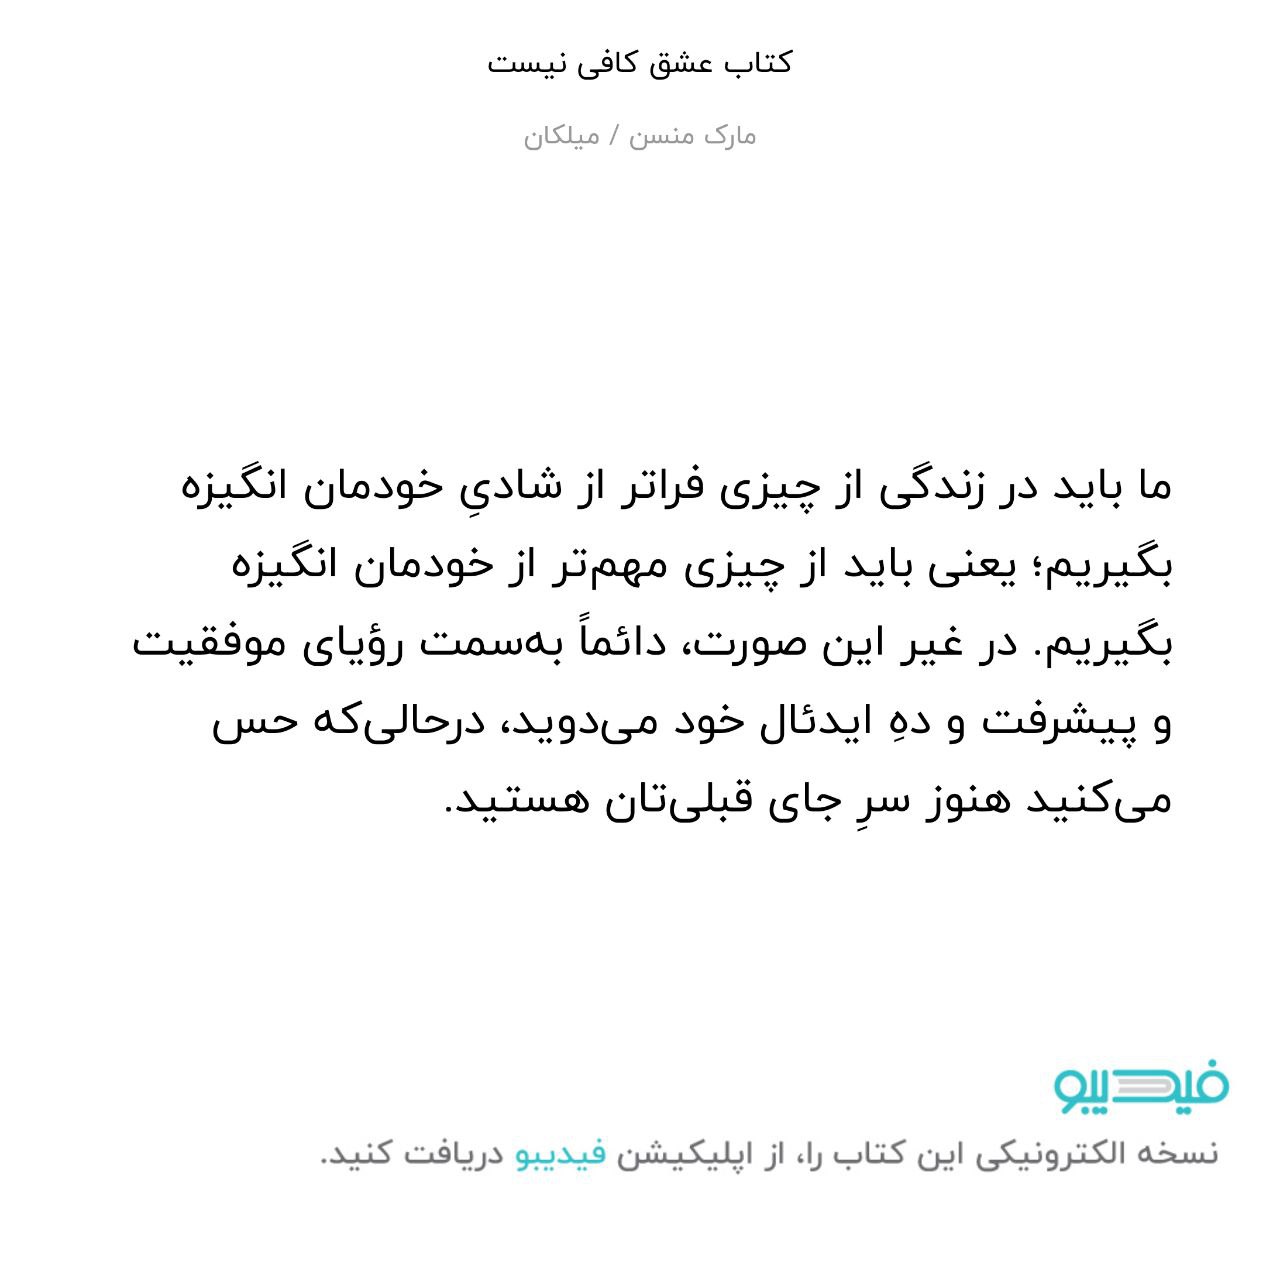 کتاب عشق کافی نیست
مارک منسن / میلکان
ما باید در زندگی از چیزی فراتر از شادیِ خودمان انگیزه
بگیریم؛ یعنی باید از چیزی مهم‌تر از خودمان انگیزه
بگیریم. در غیر این صورت، دائماً به‌سمت رؤیای موفقیت
و پیشرفت و دهِ ایدئال خود می‌دوید، درحالی‌که حس
می‌کنید هنوز سرِ جای قبلی‌تان هستید.
فیدیبو
نسخه الکترونیکی این کتاب را، از اپلیکیشن فیدیبو دریافت کنید.